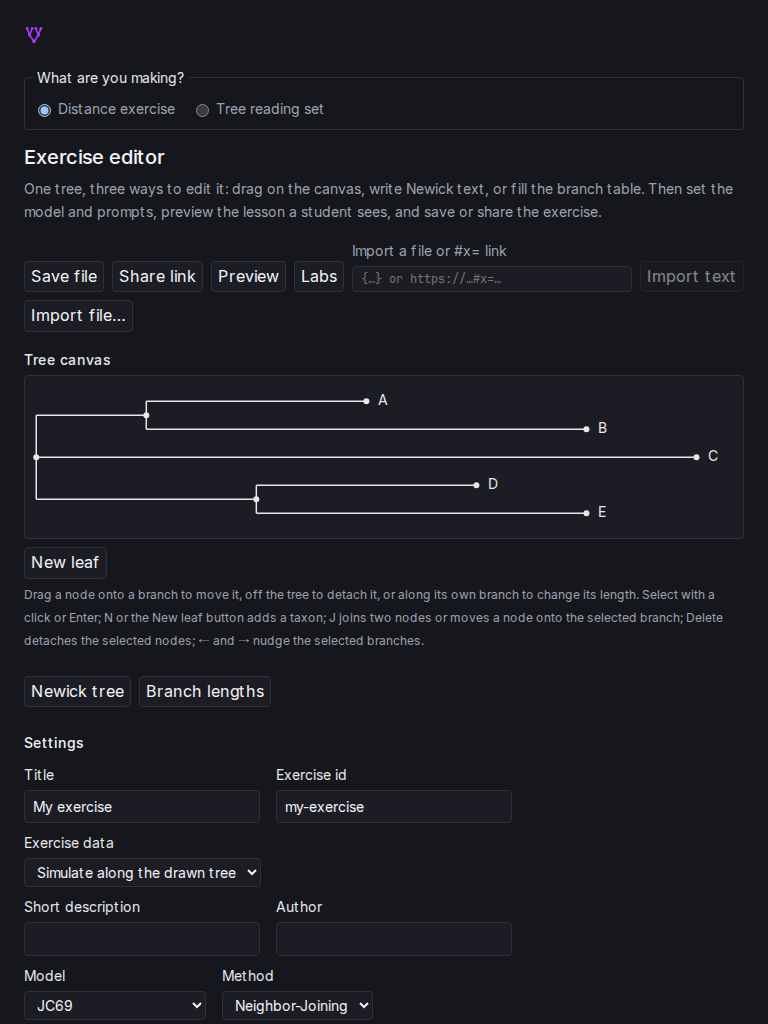 What are you making?
Distance exercise
Tree reading set
Exercise editor
One tree, three ways to edit it: drag on the canvas, write Newick text, or fill the branch table. Then set the
model and prompts, preview the lesson a student sees, and save or share the exercise.
Import a file or #x= link
Save file
Share link
Preview
Labs
{…} or https://…#x=…
Import text
Import file…
Tree canvas
A
B
C
D
E
New leaf
Drag a node onto a branch to move it, off the tree to detach it, or along its own branch to change its length. Select with a
click or Enter; N or the New leaf button adds a taxon; J joins two nodes or moves a node onto the selected branch; Delete
detaches the selected nodes; ← and → nudge the selected branches.
Newick tree
Branch lengths
Settings
Title
Exercise id
My exercise
my-exercise
Exercise data
Simulate along the drawn tree
Short description
Author
Model
Method
JC69
Neighbor-Joining